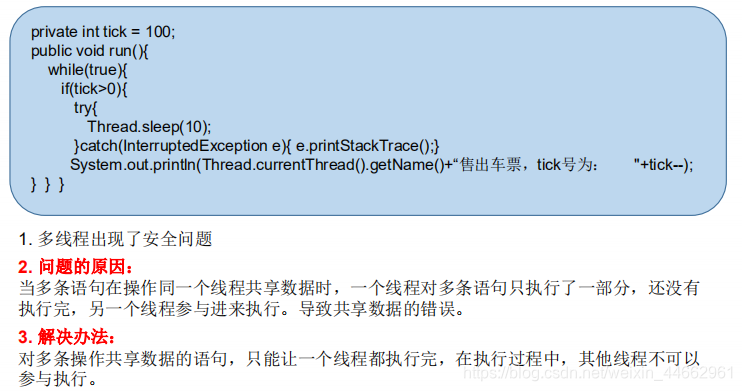 private int tick = 100;
public void run(){
while(true){
if(tick>0){
try{
Thread.sleep(10);
}catch(InterruptedException e){ e.printStackTrace();}
System.out.println(Thread.currentThread().getName()+“售出车票，tick号为： "+tick--);
} } }
1. 多线程出现了安全问题
2. 问题的原因：
当多条语句在操作同一个线程共享数据时，一个线程对多条语句只执行了一部分，还没有
执行完，另一个线程参与进来执行。导致共享数据的错误。
3. 解决办法：
对多条操作共享数据的语句，只能让一个线程都执行完，在执行过程中，其他线程不可以
参与执行。
https://blog.csdn.net/weixin_44662961